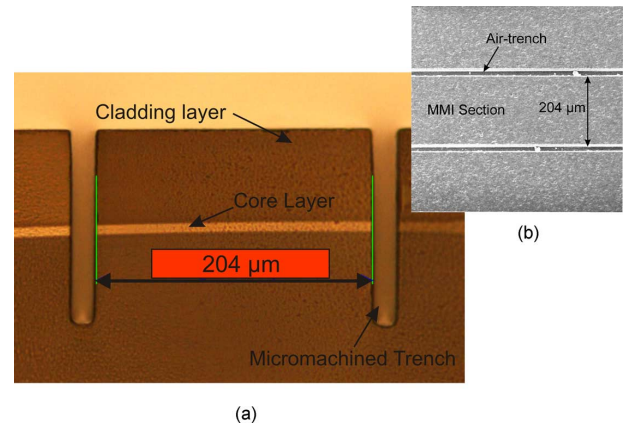 Cladding layer
Core Layer
204 µm
Micromachined Trench
(a)
Air-trench
MMI Section
204 µm
(b)